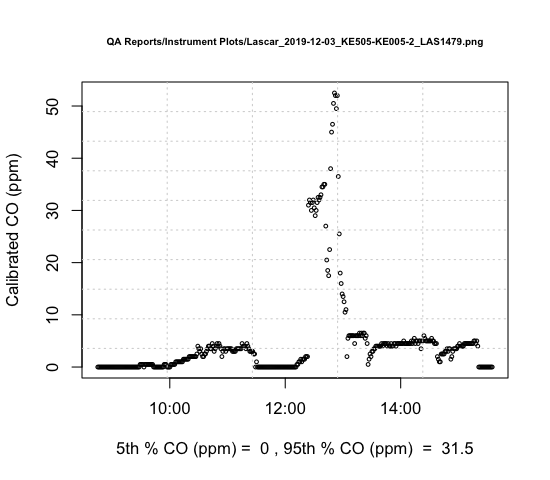 QA Reports/Instrument Plots/Lascar_2019-12-03_KE505-KE005-2_LAS1479.png
50
40
30
20
10
0
Calibrated CO (ppm)
10:00 12:00 14:00
5th % CO (ppm) = 0 , 95th % CO (ppm) = 31.5